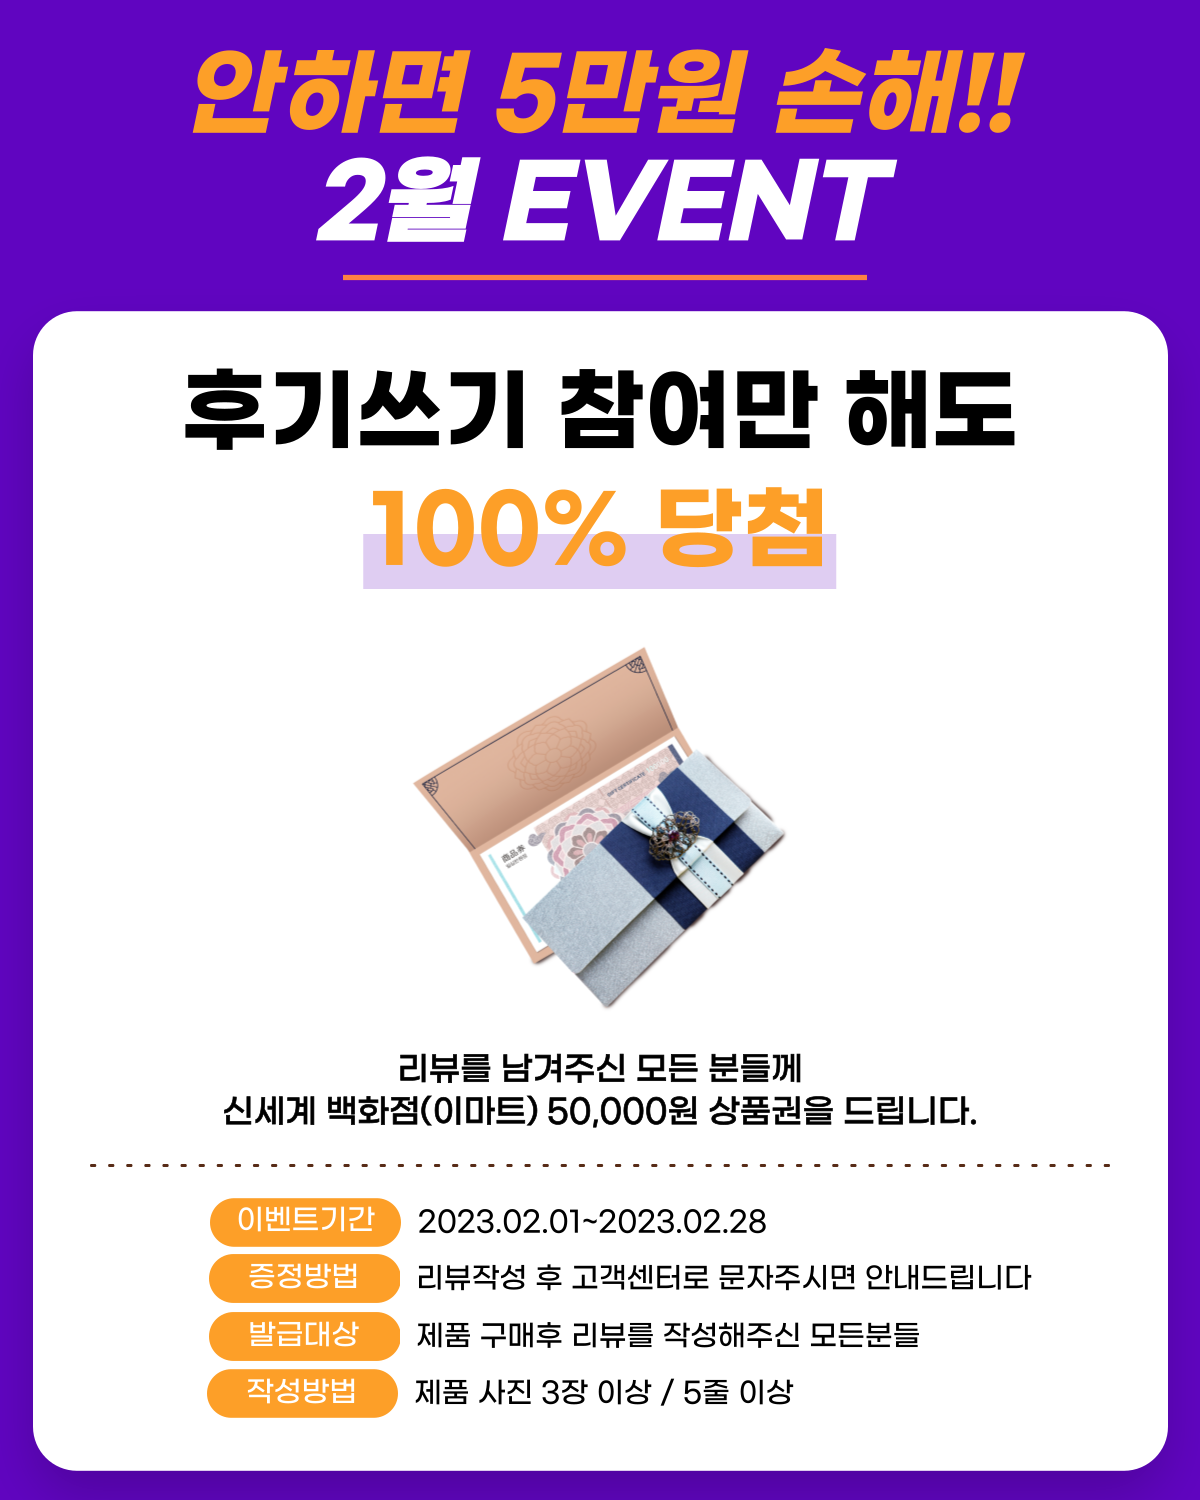 안하면 5만원 손해!!
2월 EVENT
후기쓰기 참여만 해도
100% 당첨
GIFT CERTIFICATE
商品券
리뷰를 남겨주신 모든 분들께
신세계 백화점(이마트) 50,000원 상품권을 드립니다.
이벤트기간 2023.02.01~2023.02.28
증정방법 리뷰작성 후 고객센터로 문자주시면 안내드립니다
발급대상 제품 구매후 리뷰를 작성해주신 모든분들
작성방법 제품 사진 3장 이상 / 5줄 이상